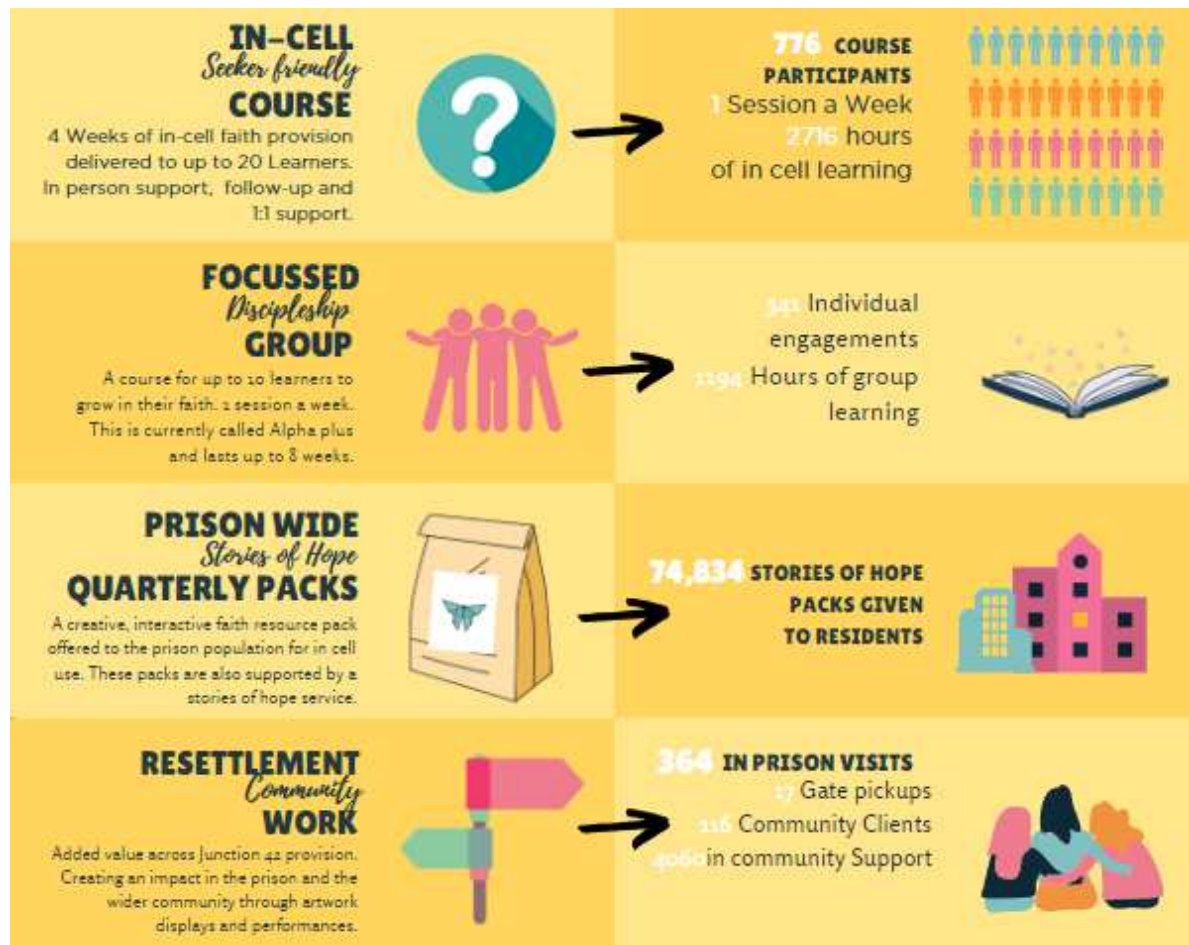 IN-CELL
Seeker friendly
COURSE
4 Weeks of in-cell faith provision
delivered to up to 20 Learners.
In person support, follow-up and
1:1 support.
776 COURSE
PARTICIPANTS
1 Session a Week
2716 hours
of in cell learning
FOCUSSED
Discipleship
GROUP
A course for up to 10 learners to
grow in their faith. 1 session a week.
This is currently called Alpha plus
and lasts up to 8 weeks.
341 Individual
engagements
1194 Hours of group
learning
PRISON WIDE
Stories of Hope
QUARTERLY PACKS
A creative, interactive faith resource pack
offered to the prison population for in cell
use. These packs are also supported by a
stories of hope service.
74,834 STORIES OF HOPE
PACKS GIVEN
TO RESIDENTS
RESETTLEMENT
Community
WORK
Added value across Junction 42 provision.
Creating an impact in the prison and the
wider community through artwork
displays and performances.
364 IN PRISON VISITS
17 Gate pickups
116 Community Clients
4060in community Support